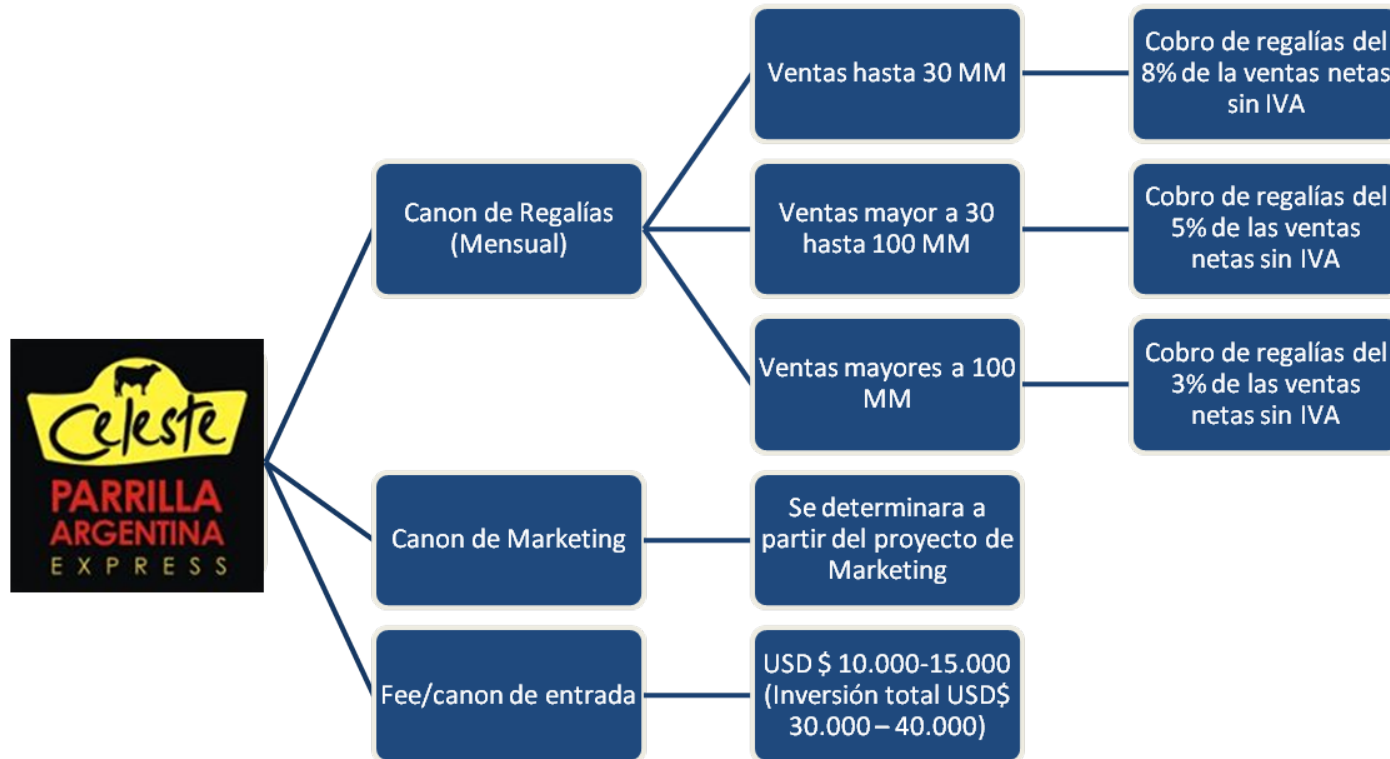 Celeste
PARRILLA
ARGENTINA
EXPRESS
Canon de Regalías
(Mensual)
Ventas hasta 30 MM
Cobro de regalías del
8% de la ventas netas
sin IVA
Ventas mayor a 30
hasta 100 MM
Cobro de regalías del
5% de las ventas
netas sin IVA
Ventas mayores a 100
MM
Cobro de regalías del
3% de las ventas
netas sin IVA
Canon de Marketing
Se determinara a
partir del proyecto de
Marketing
Fee/canon de entrada
USD $ 10.000-15.000
(Inversión total USD$
30.000 – 40.000)